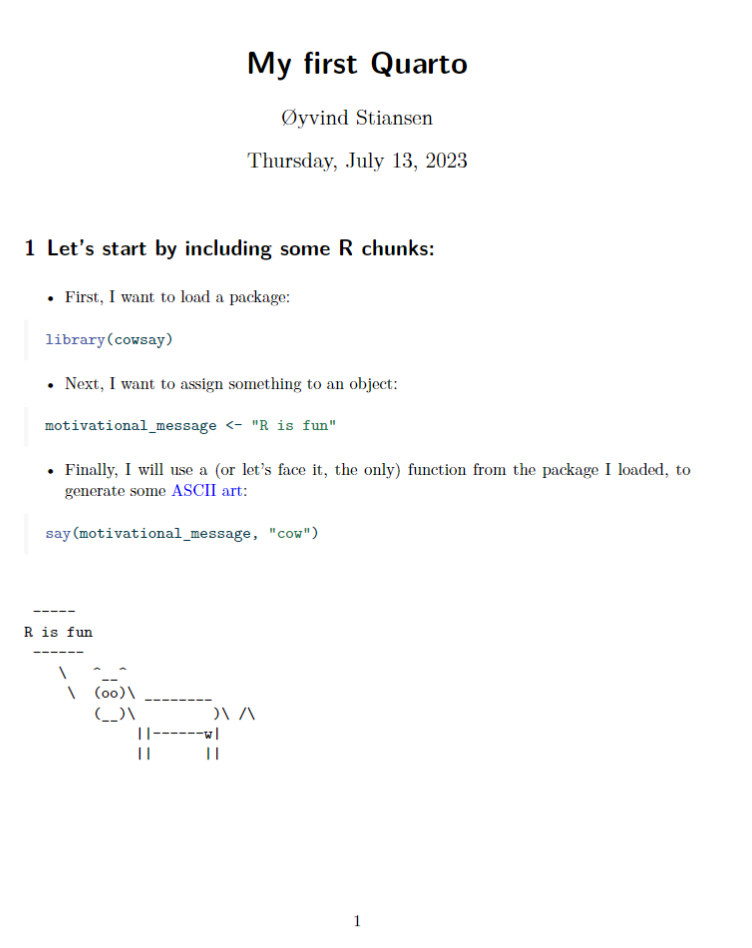 My first Quarto
Øyvind Stiansen
Thursday, July 13, 2023
1 Let's start by including some R chunks:
• First, I want to load a package:
library(cowsay)
• Next, I want to assign something to an object:
motivational_message <- "R is fun"
• Finally, I will use a (or let's face it, the only) function from the package I loaded, to
generate some ASCII art:
say(motivational_message, "cow")
 -----
R is fun
 ------
    \   ^__^
     \  (oo)\ ________
        (__)\         )\ /\
             ||------w|
             ||      ||
1